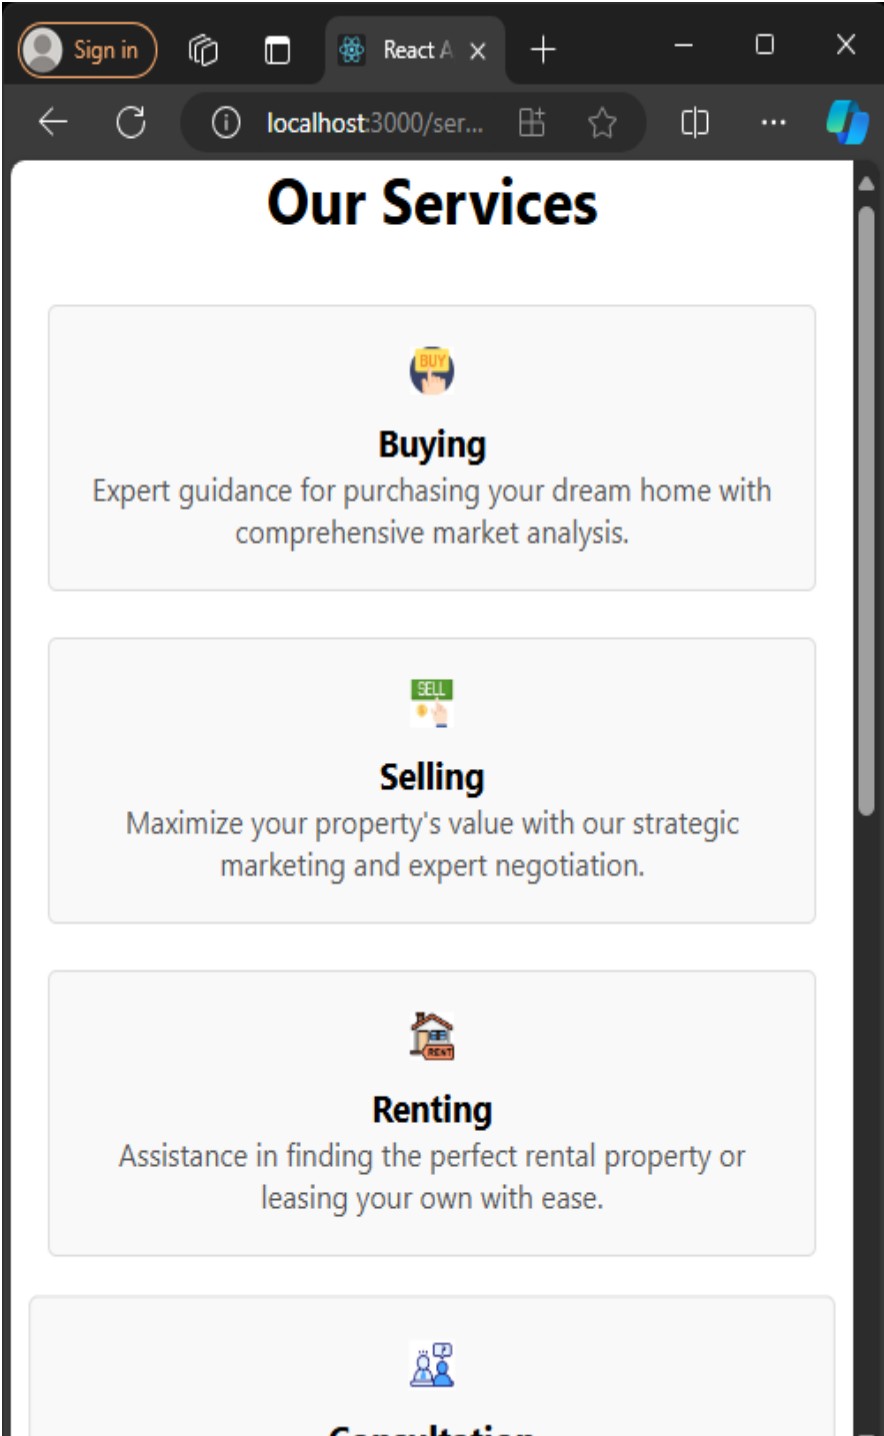 Sign in
React A
localhost:3000/ser...
Our Services
BUY
Buying
Expert guidance for purchasing your dream home with
comprehensive market analysis.
SELL
Selling
Maximize your property's value with our strategic
marketing and expert negotiation.
RENT
Renting
Assistance in finding the perfect rental property or
leasing your own with ease.
Consultation